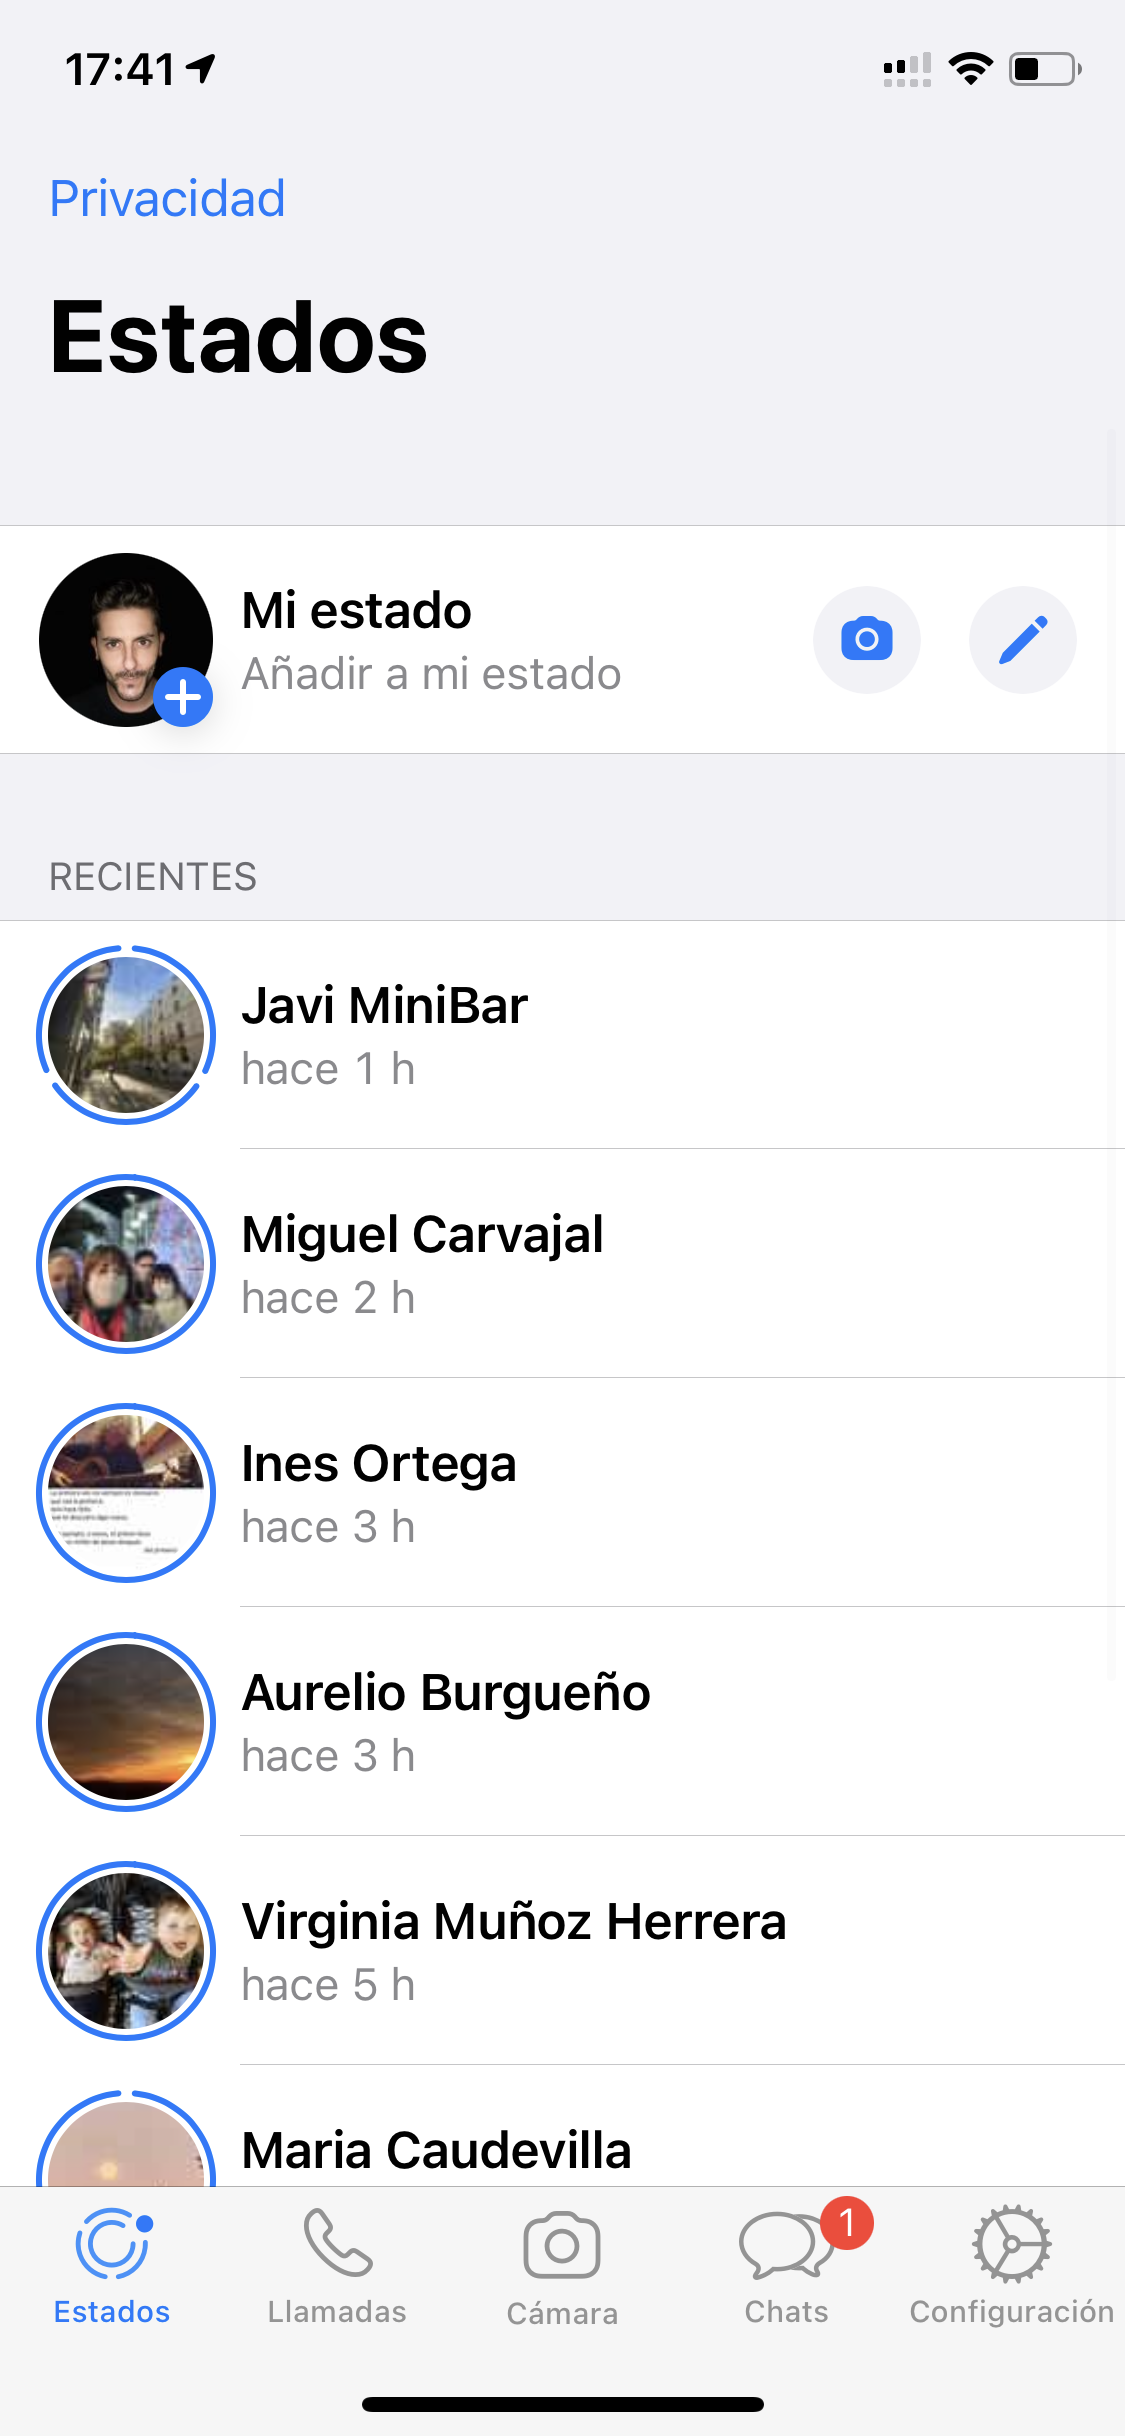 17:41
Privacidad
Estados
Mi estado
Añadir a mi estado
RECIENTES
Javi MiniBar
hace 1 h
Miguel Carvajal
hace 2 h
Ines Ortega
hace 3 h
Aurelio Burgueño
hace 3 h
Virginia Muñoz Herrera
hace 5 h
Maria Caudevilla
1
Estados
Llamadas
Cámara
Chats
Configuración